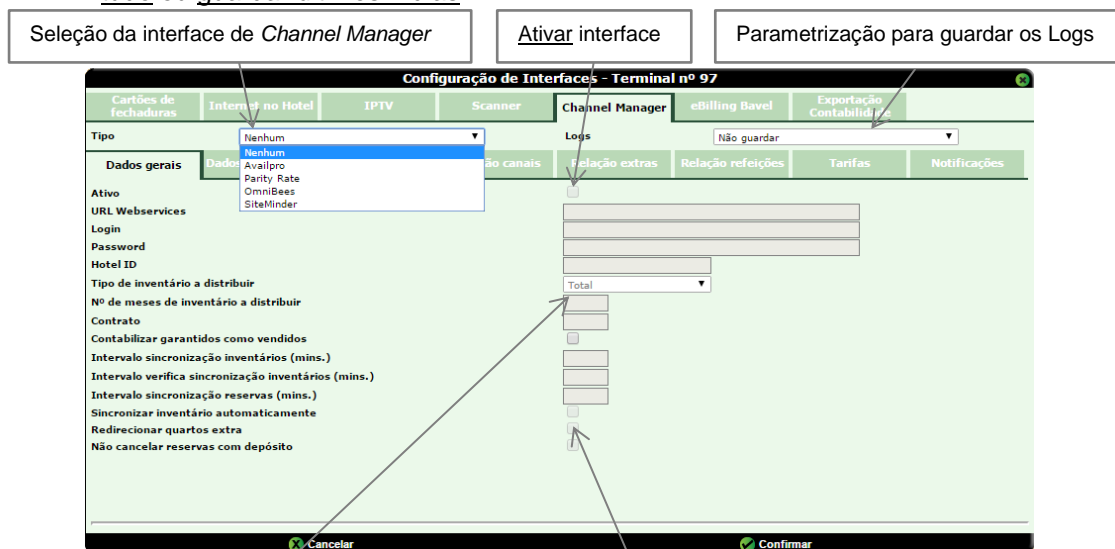 Seleção da interface de Channel Manager
Ativar interface
Parametrização para guardar os Logs
Configuração de Interfaces - Terminal nº 97
Cartões de fechaduras
Internet no Hotel
IPTV
Scanner
Channel Manager
eBilling Bavel
Exportação Contabilidade
Tipo
Nenhum
Logs
Não guardar
Nenhum
Availpro
Parity Rate
OmniBees
SiteMinder
Dados gerais
Dados
canais
Relação extras
Relação refeições
Tarifas
Notificações
Ativo
URL Webservices
Login
Password
Hotel ID
Tipo de inventário a distribuir
Total
Nº de meses de inventário a distribuir
Contrato
Contabilizar garantidos como vendidos
Intervalo sincronização inventários (mins.)
Intervalo verifica sincronização inventários (mins.)
Intervalo sincronização reservas (mins.)
Sincronizar inventário automaticamente
Redirecionar quartos extra
Não cancelar reservas com depósito
Cancelar
Confirmar